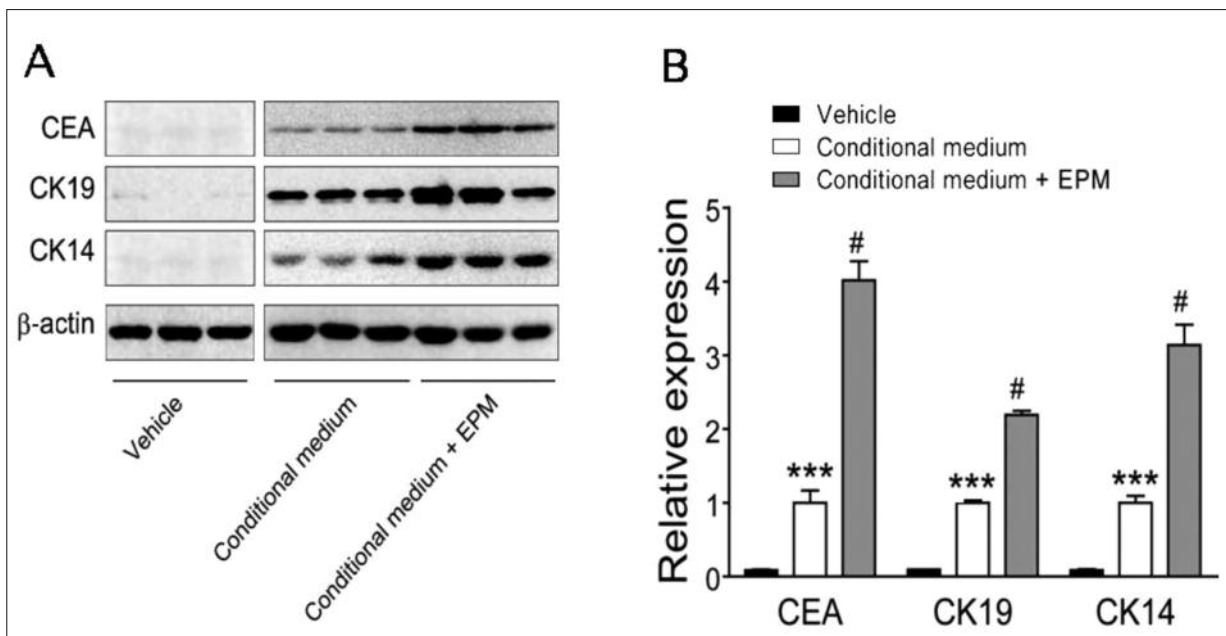 A
CEA
CK19
CK14
β-actin
Vehicle
Conditional medium
Conditional medium + EPM
B
Vehicle
Conditional medium
Conditional medium + EPM
Relative expression
5
4
3
2
1
0
***
#
***
#
***
#
CEA CK19 CK14